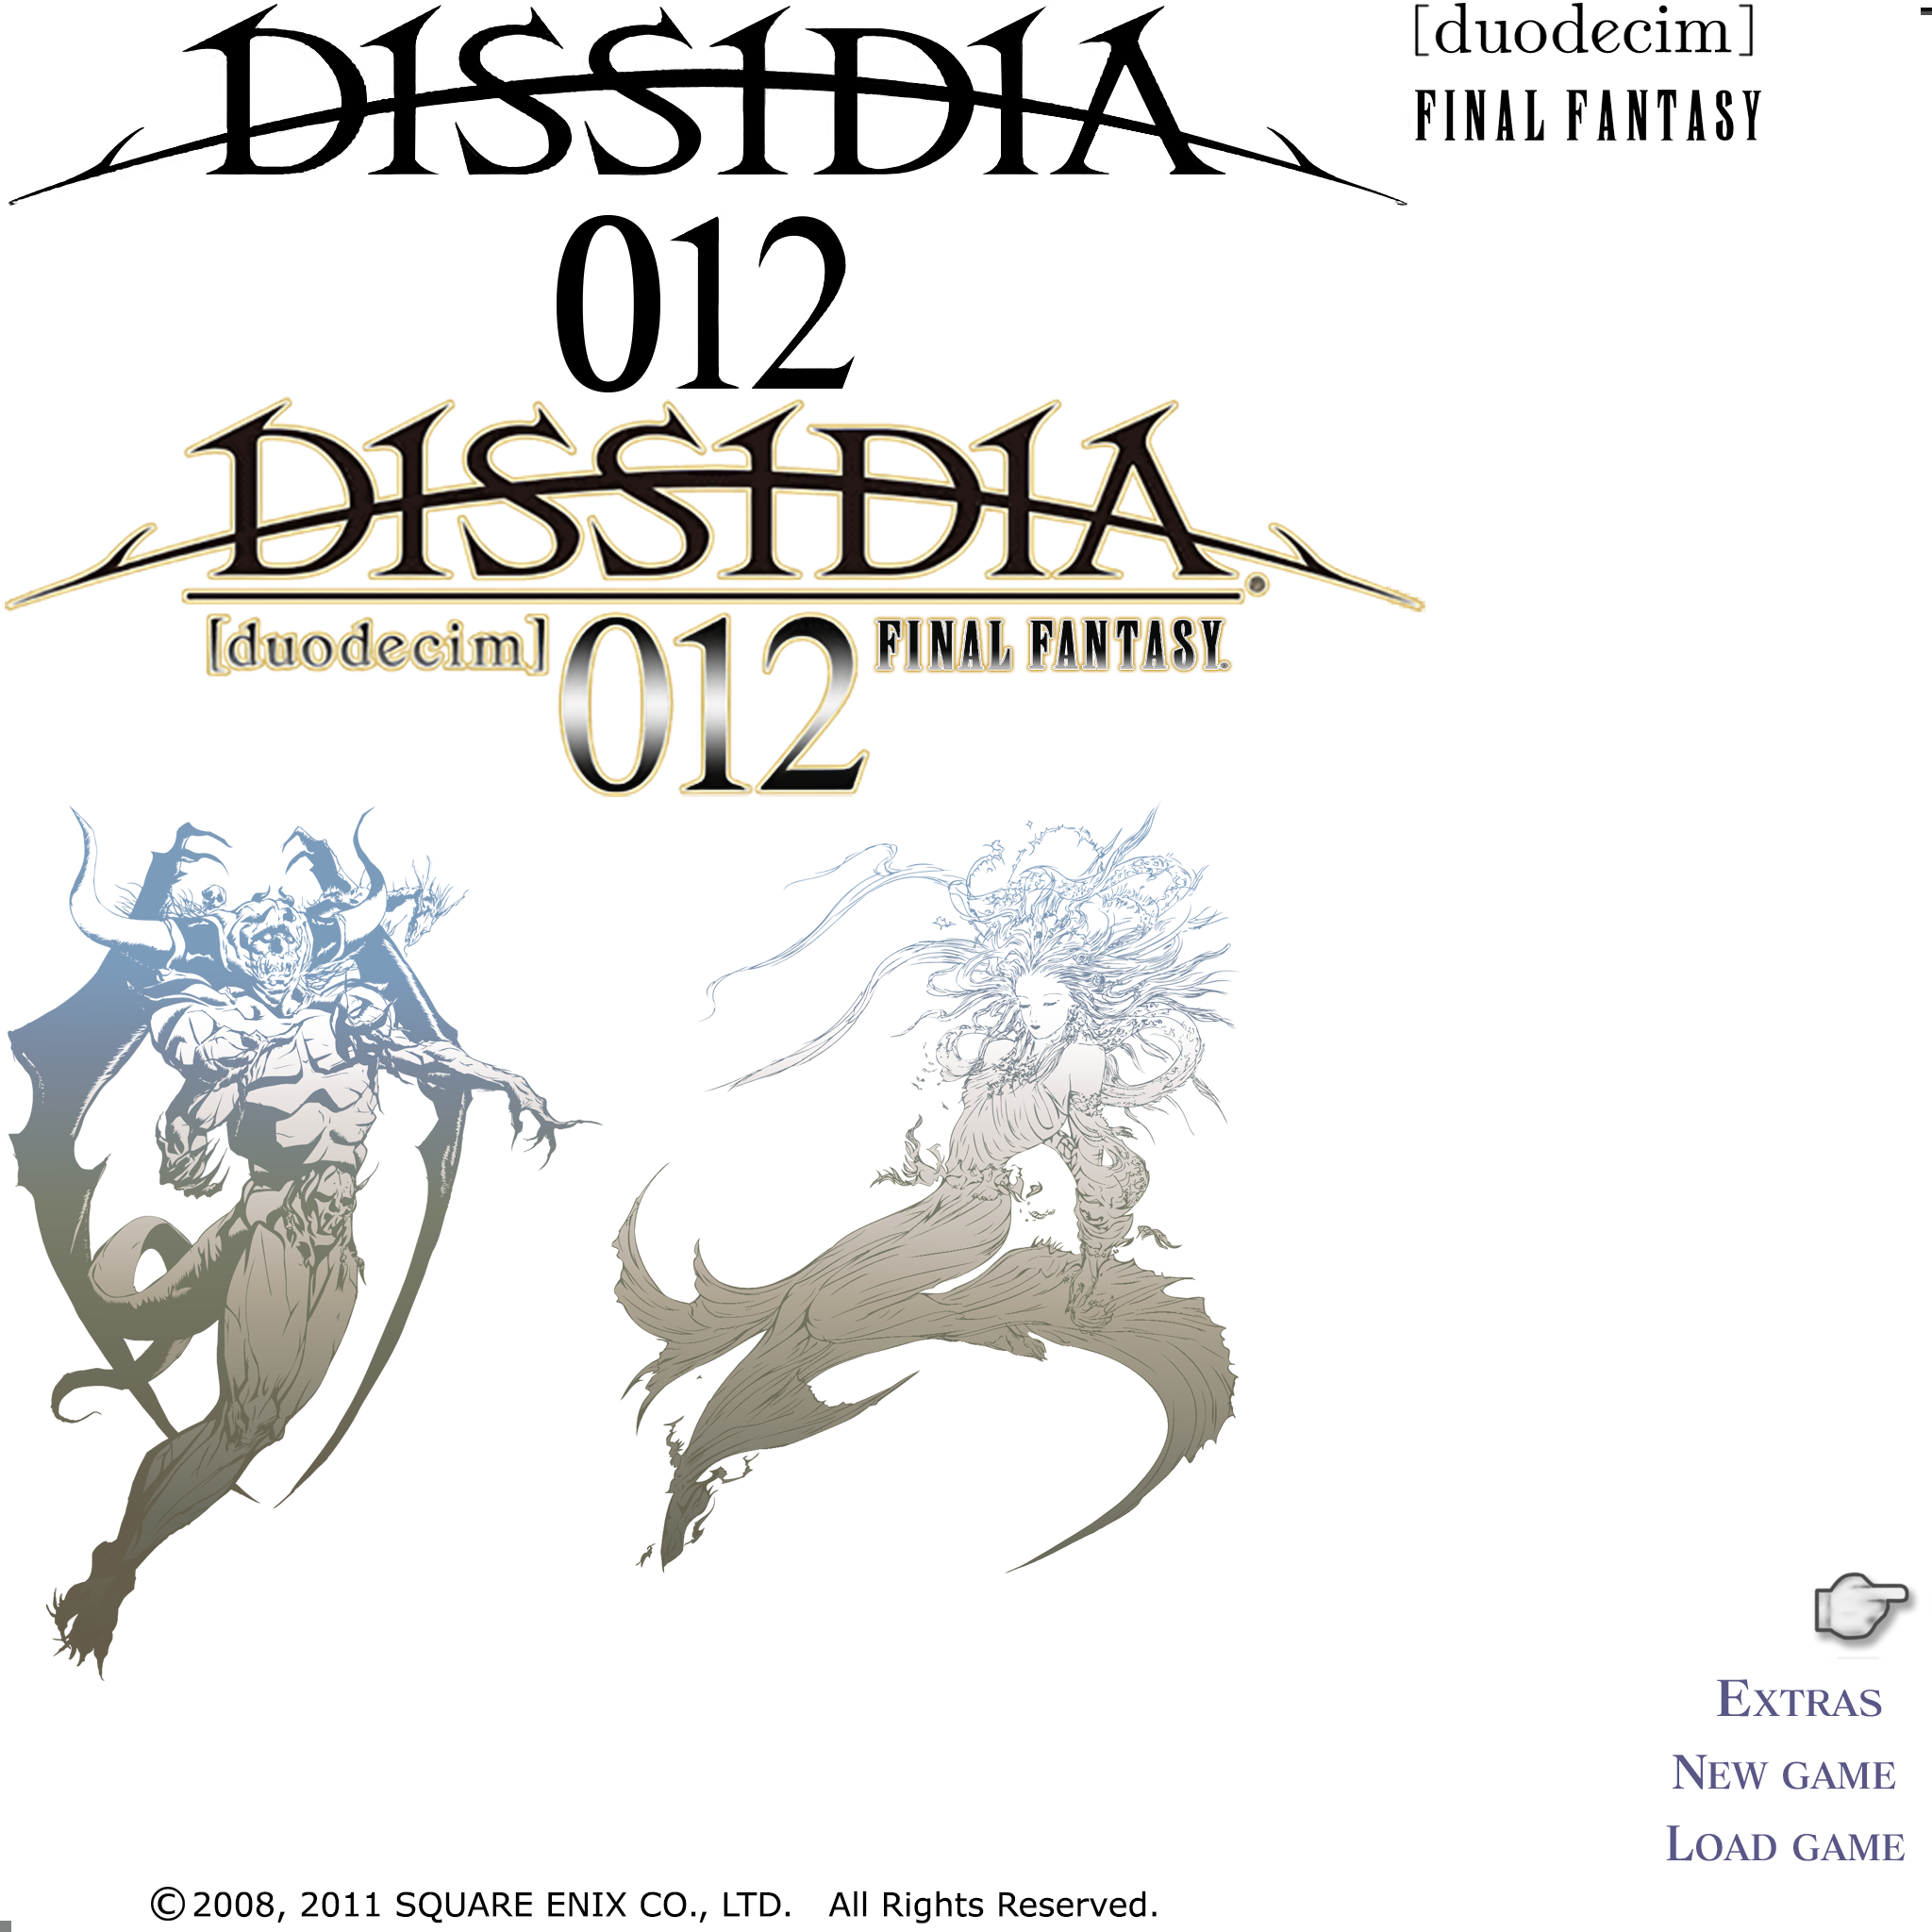 DISSIDIA
[duodecim]
FINAL FANTASY
012
DISSIDIA
[duodecim] 012 FINAL FANTASY®
EXTRAS
NEW GAME
LOAD GAME
©2008, 2011 SQUARE ENIX CO., LTD. All Rights Reserved.